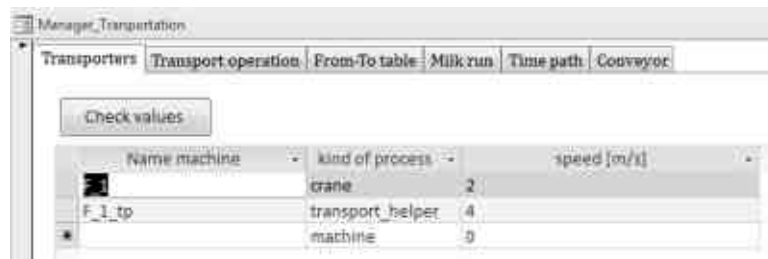 Manager_Tranportation
Transporters Transport operation From-To table Milk run Time path Conveyor
Check values
Name machine kind of process speed [m/s]
crane 2
F_1_tp transport_helper 4
machine 0